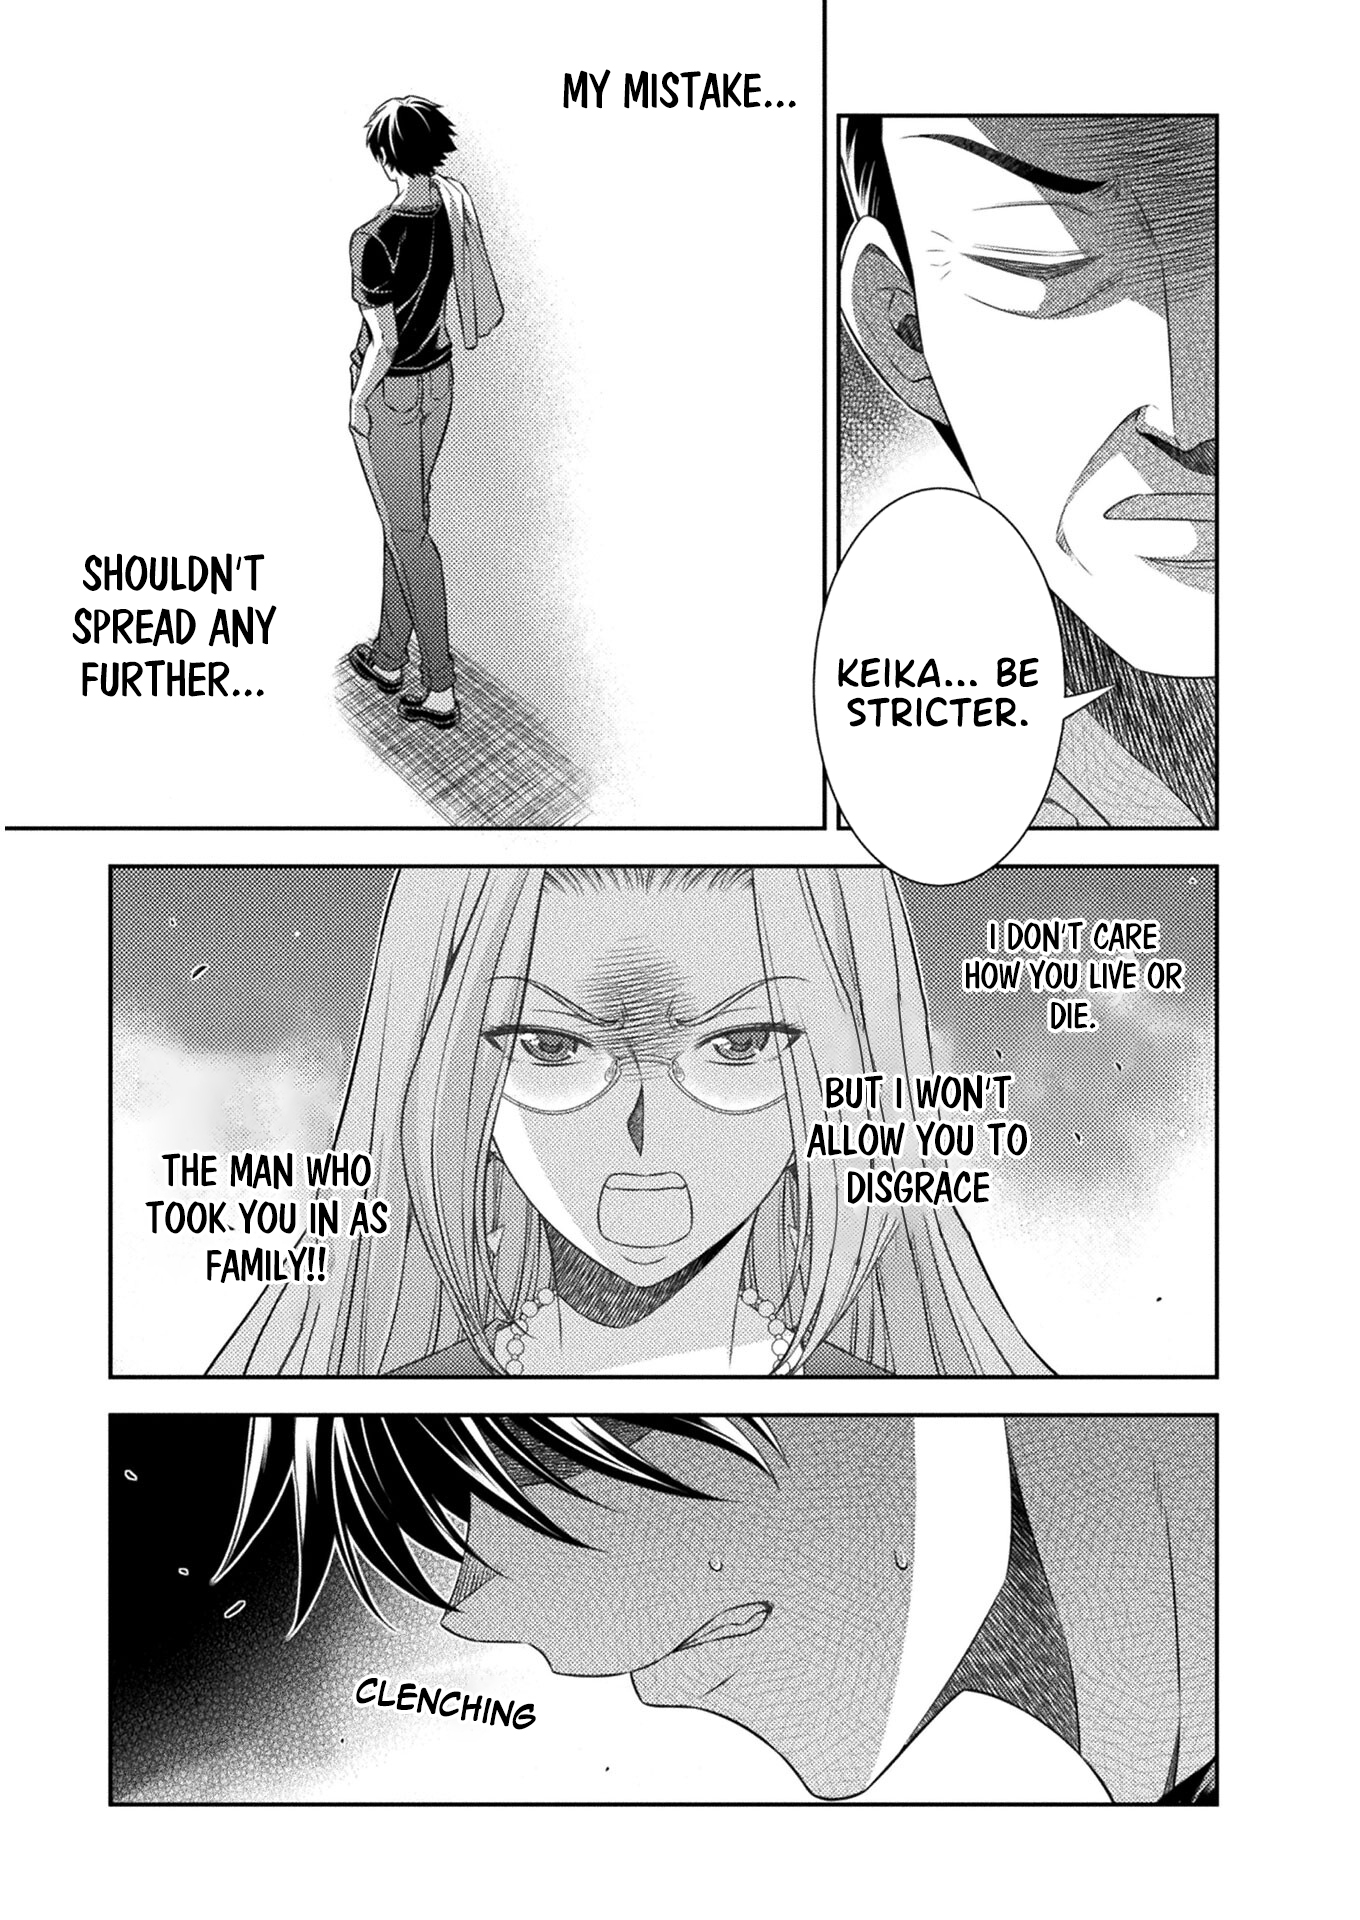 KEIKA... BE
STRICTER.
MY MISTAKE...
SHOULDN'T
SPREAD ANY
FURTHER...
I DON'T CARE
HOW YOU LIVE OR
DIE.
BUT I WON'T
ALLOW YOU TO
DISGRACE
THE MAN WHO
TOOK YOU IN AS
FAMILY!!
CLENCHING